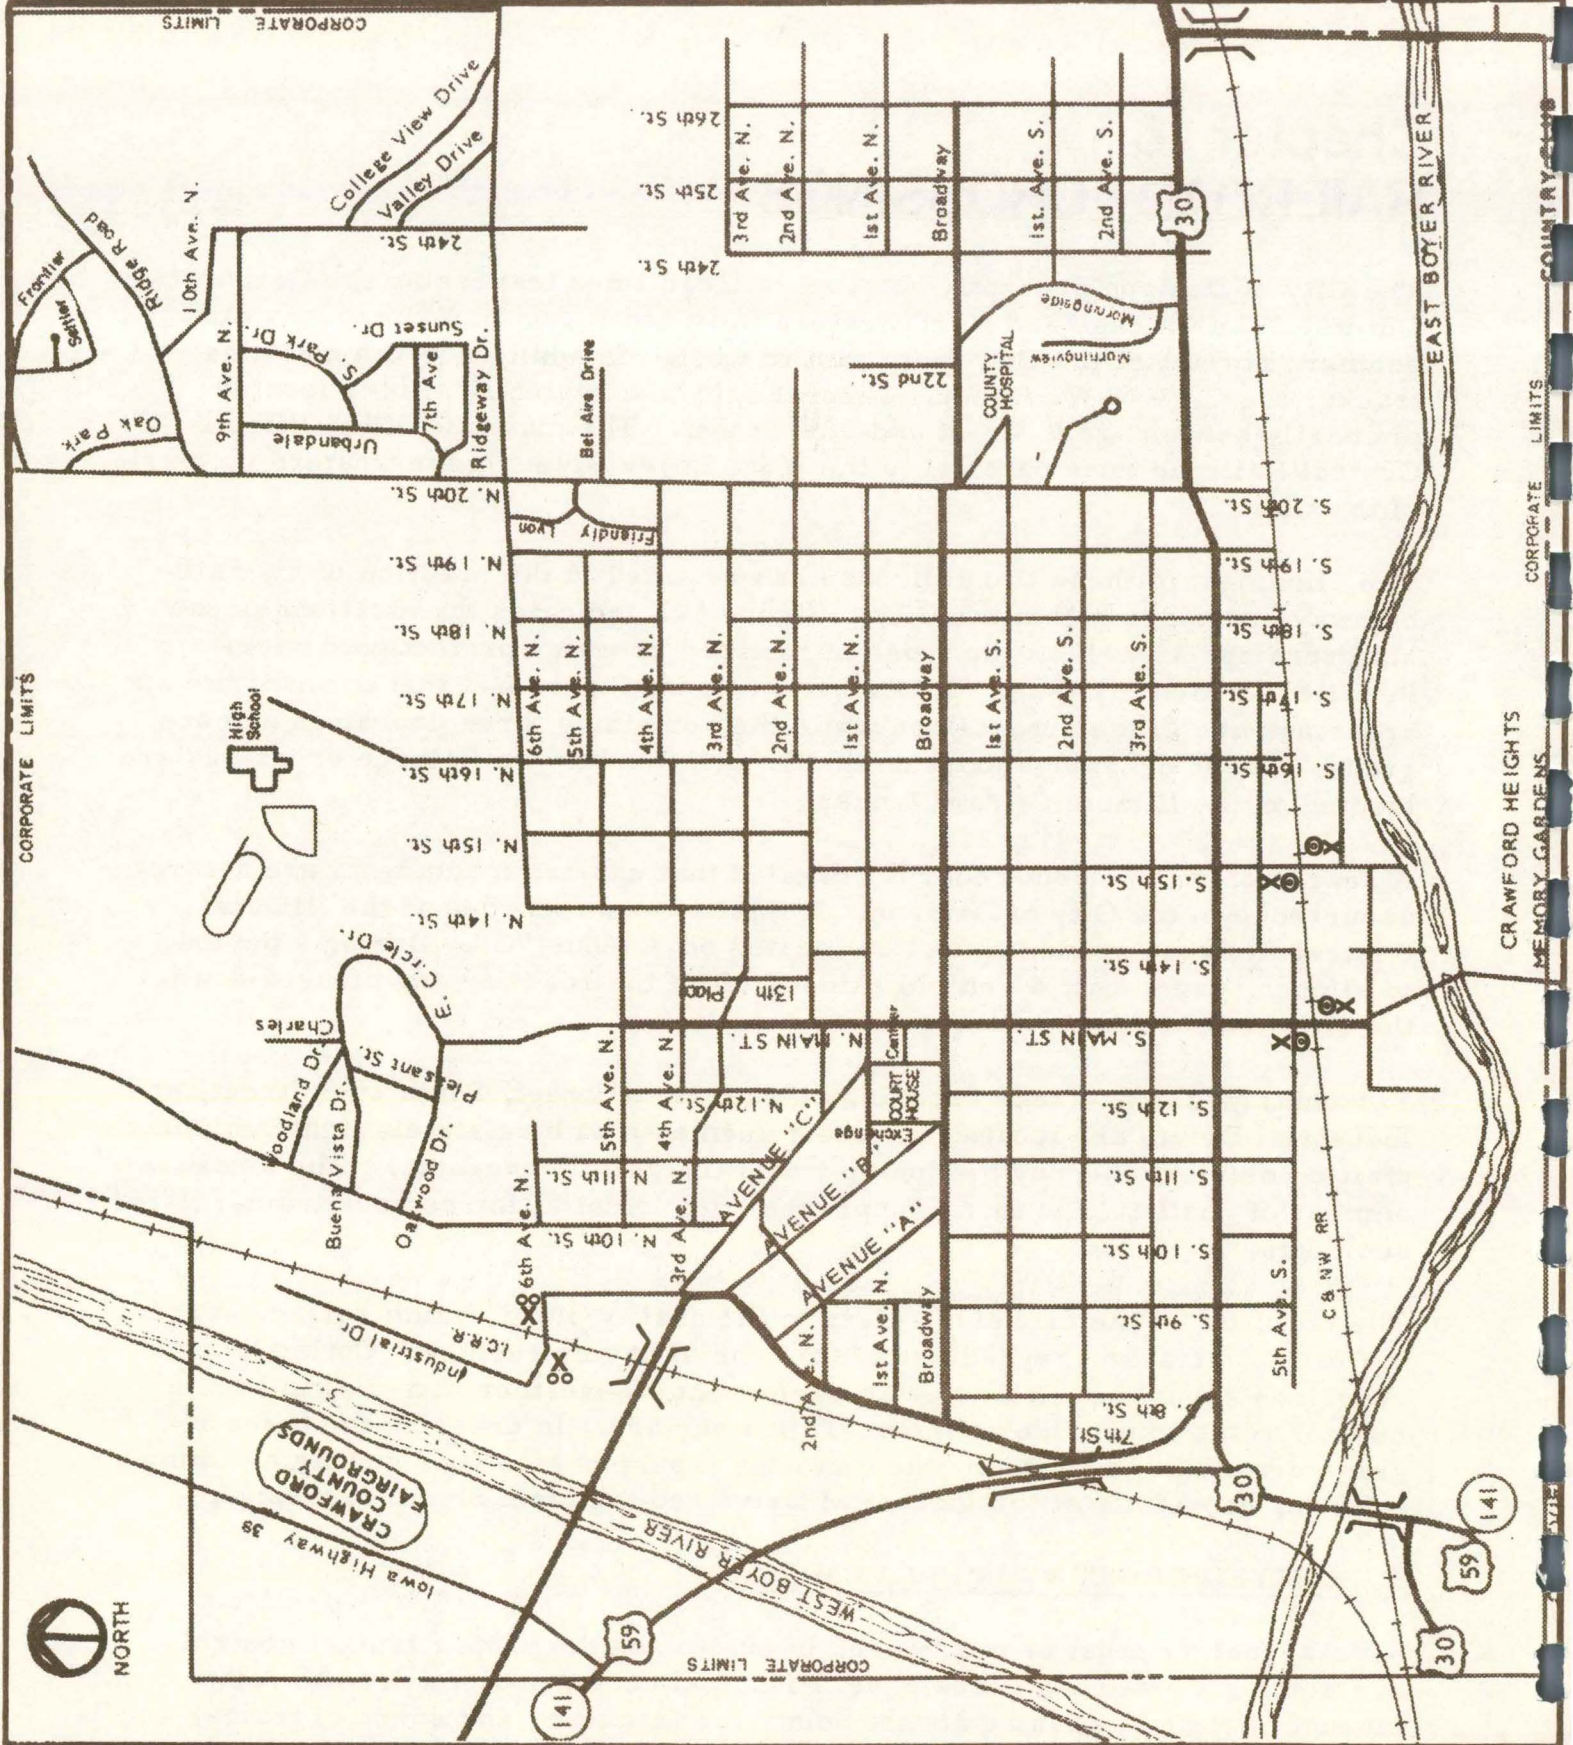 CORPORATE LIMITS
Frontier
Settler
Ridge Road
10th Ave. N.
Oak Park
9th Ave. N.
College View Drive
Valley Drive
24th St.
S. Park Dr.
Sunset Dr.
7th Ave
Urbandale
Ridgeway Dr.
Bel Aire Drive
26th St.
25th St.
24th St.
3rd Ave. N.
2nd Ave. N.
1st Ave. N.
Broadway
1st. Ave. S.
2nd Ave. S.
30
22nd St.
COUNTY
HOSPITAL
Morningside
Morningview
EAST BOYER RIVER
COUNTRY CLUB
CORPORATE LIMITS
CORPORATE LIMITS
High
School
N. 20th St.
Lyon
Friendly
N. 19th St.
N. 18th St.
N. 17th St.
N. 16th St.
N. 15th St.
N. 14th St.
6th Ave. N.
5th Ave. N.
4th Ave. N.
3rd Ave. N.
2nd Ave. N.
1st Ave. N.
Broadway
1st Ave. S.
2nd Ave. S.
3rd Ave. S.
S. 20th St.
S. 19th St.
S. 18th St.
S. 17th St.
S. 16th St.
S. 15th St.
S. 14th St.
CRAWFORD HEIGHTS
MEMORY GARDENS
E. Circle Dr.
Charles
Pleasant St.
Woodland Dr.
Buena Vista Dr.
Oakwood Dr.
13th
Place
N. MAIN ST.
S. MAIN ST.
Center
COURT
HOUSE
Exchange
5th Ave. N.
4th Ave. N.
3rd Ave. N.
6th Ave. N.
N. 12th St.
N. 11th St.
N. 10th St.
AVENUE "C"
AVENUE "B"
AVENUE "A"
S. 12th St.
S. 11th St.
S. 10th St.
S. 9th St.
S. 8th St.
7th St
2nd Ave. N.
1st Ave. N.
Broadway
5th Ave. S.
C & NW RR
Industrial Dr.
I.C.R.R.
CRAWFORD
COUNTY
FAIRGROUNDS
Iowa Highway 39
WEST BOYER RIVER
NORTH
CORPORATE LIMITS
141
59
30
141
59
30